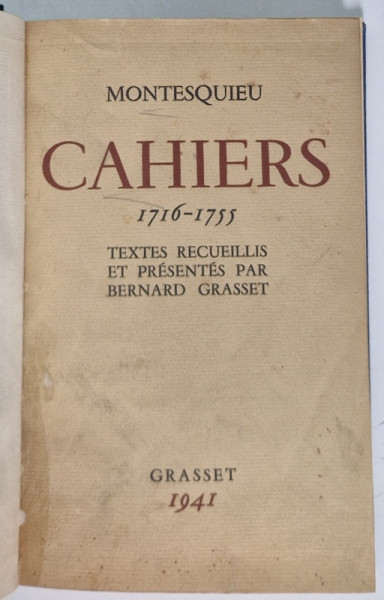 MONTESQUIEU
CAHIERS
1716-1755
TEXTES RECUEILLIS
ET PRÉSENTÉS PAR
BERNARD GRASSET
GRASSET
1941